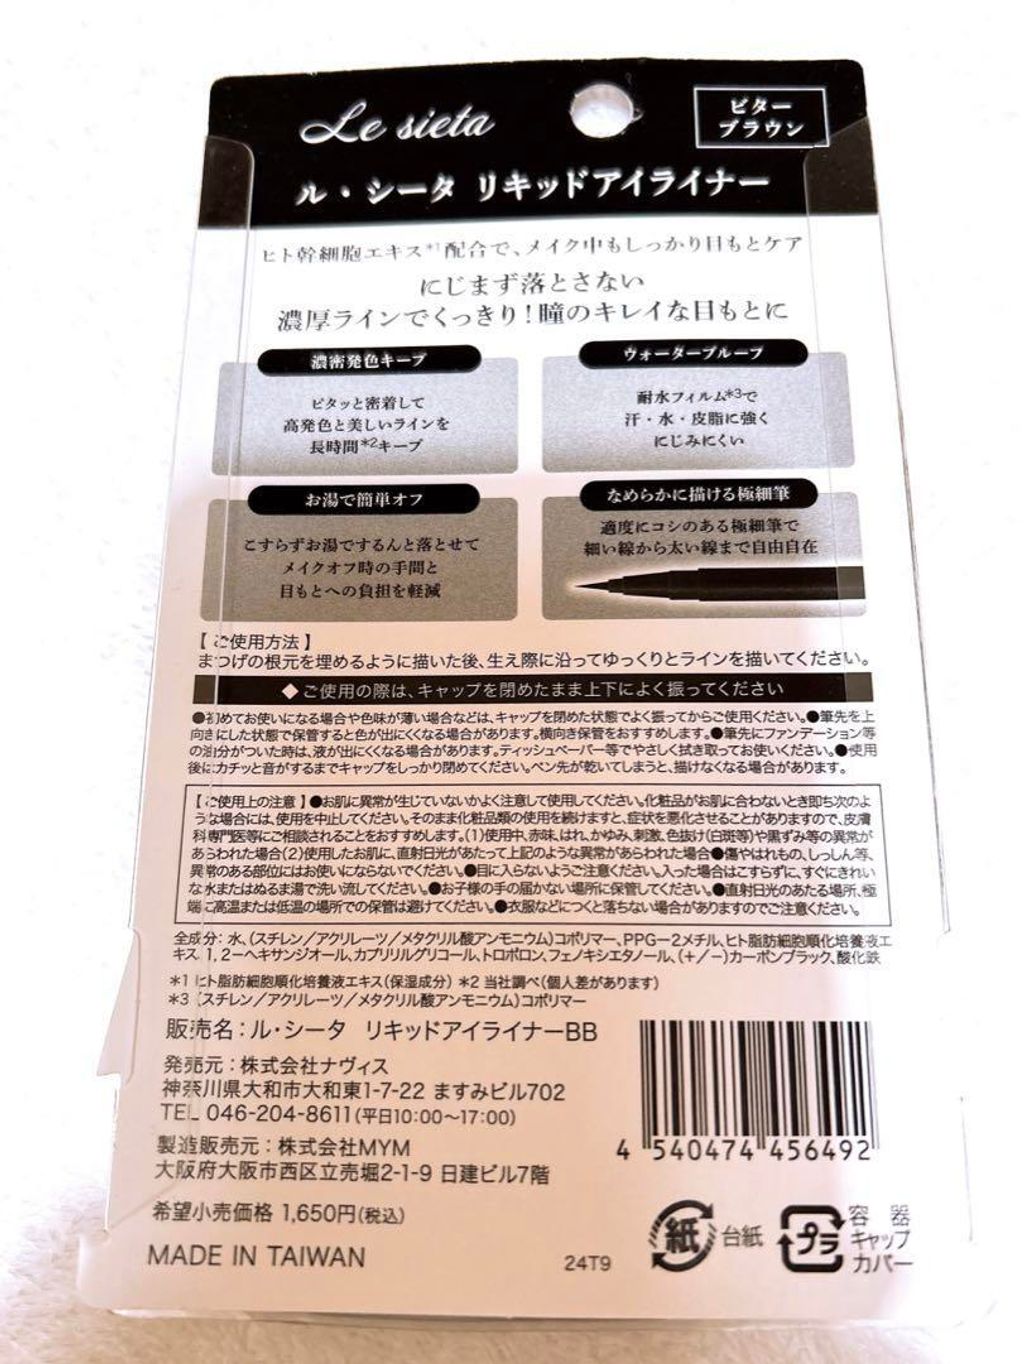 Le sieta
ビター
ブラウン
ル・シータ リキッドアイライナー
ヒト幹細胞エキス*1配合で、メイク中もしっかり目もとケア
にじまず落とさない
濃厚ラインでくっきり!瞳のキレイな目もとに
濃密発色キープ
ピタッと密着して
高発色と美しいラインを
長時間*2キープ
ウォータープルーフ
耐水フィルム*3で
汗・水・皮脂に強く
にじみにくい
お湯で簡単オフ
こすらずお湯でするんと落とせて
メイクオフ時の手間と
目もとへの負担を軽減
なめらかに描ける極細筆
適度にコシのある極細筆で
細い線から太い線まで自由自在
【ご使用方法】
まつげの根元を埋めるように描いた後、生え際に沿ってゆっくりとラインを描いてください。
◆ご使用の際は、キャップを閉めたまま上下によく振ってください
●初めてお使いになる場合や色味が薄い場合などは、キャップを閉めた状態でよく振ってからご使用ください。●筆先を上
向きにした状態で保管すると色が出にくくなる場合があります。横向き保管をおすすめします。●筆先にファンデーション等
の油分がついた時は、液が出にくくなる場合があります。ティッシュペーパー等でやさしく拭き取ってお使いください。●使用
後はカチッと音がするまでキャップをしっかり閉めてください。ペン先が乾いてしまうと、描けなくなる場合があります。
【ご使用上の注意】●お肌に異常が生じていないかよく注意して使用してください。化粧品がお肌に合わないとき即ち次のよ
うな場合には、使用を中止してください。そのまま化粧品類の使用を続けますと、症状を悪化させることがありますので、皮膚
科専門医等にご相談されることをおすすめします。(1)使用中、赤味、はれ、かゆみ、刺激、色抜け(白斑等)や黒ずみ等の異常が
あらわれた場合(2)使用したお肌に、直射日光があたって上記のような異常があらわれた場合●傷やはれもの、しっしん等、
異常のある部位にはお使いにならないでください。●目に入らないようご注意ください。入った場合はこすらずに、すぐにきれい
な水またはぬるま湯で洗い流してください。●お子様の手の届かない場所に保管してください。●直射日光のあたる場所、極
端に高温または低温の場所での保管は避けてください。●衣服などにつくと落ちない場合がありますのでご注意ください。
全成分：水、(スチレン/アクリレーツ/メタクリル酸アンモニウム)コポリマー、PPG-2メチル、ヒト脂肪細胞順化培養液エ
キス、1,2-ヘキサンジオール、カプリリルグリコール、トロポロン、フェノキシエタノール、(+/-)カーボンブラック、酸化鉄
*1 ヒト脂肪細胞順化培養液エキス(保湿成分) *2 当社調べ(個人差があります)
*3 (スチレン/アクリレーツ/メタクリル酸アンモニウム)コポリマー
販売名：ル・シータ リキッドアイライナーBB
発売元：株式会社ナヴィス
神奈川県大和市大和東1-7-22 ますみビル702
TEL 046-204-8611(平日10:00〜17:00)
製造販売元：株式会社MYM
大阪府大阪市西区立売堀2-1-9 日建ビル7階
希望小売価格 1,650円(税込)
MADE IN TAIWAN
24T9
4 540474 456492
紙 台紙
プラ 容器
キャップ
カバー